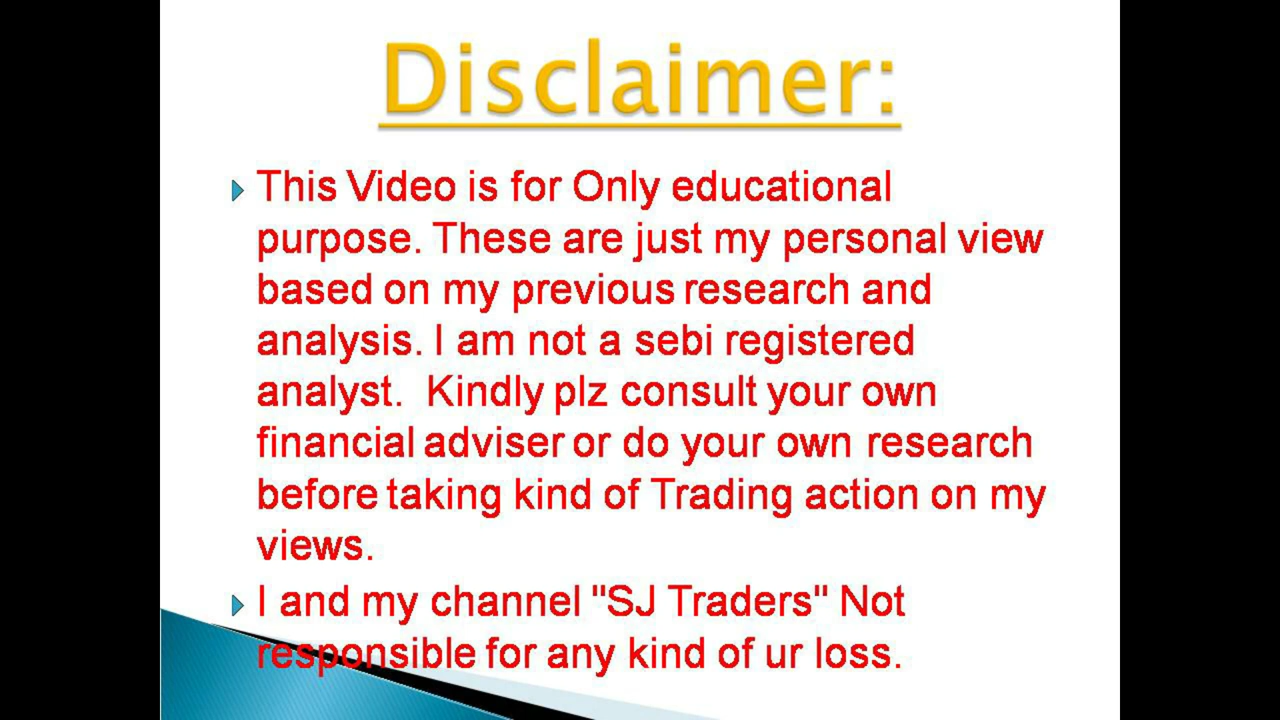 Disclaimer:
This Video is for Only educational
purpose. These are just my personal view
based on my previous research and
analysis. I am not a sebi registered
analyst.  Kindly plz consult your own
financial adviser or do your own research
before taking kind of Trading action on my
views.
I and my channel "SJ Traders" Not
responsible for any kind of ur loss.